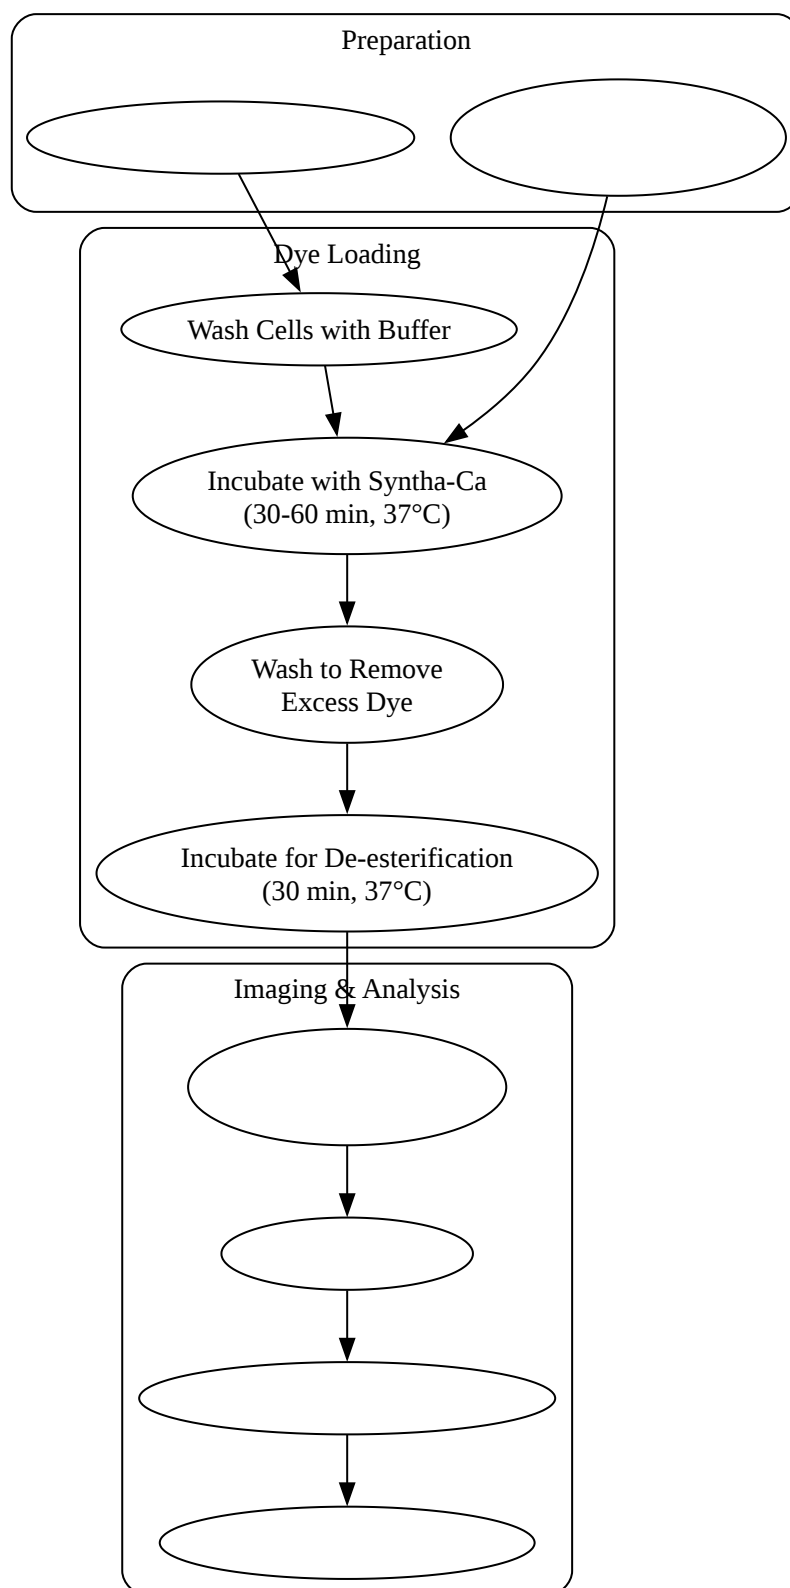 Preparation
Dye Loading
Wash Cells with Buffer
Incubate with Syntha-Ca
(30-60 min, 37°C)
Wash to Remove
Excess Dye
Incubate for De-esterification
(30 min, 37°C)
Imaging & Analysis